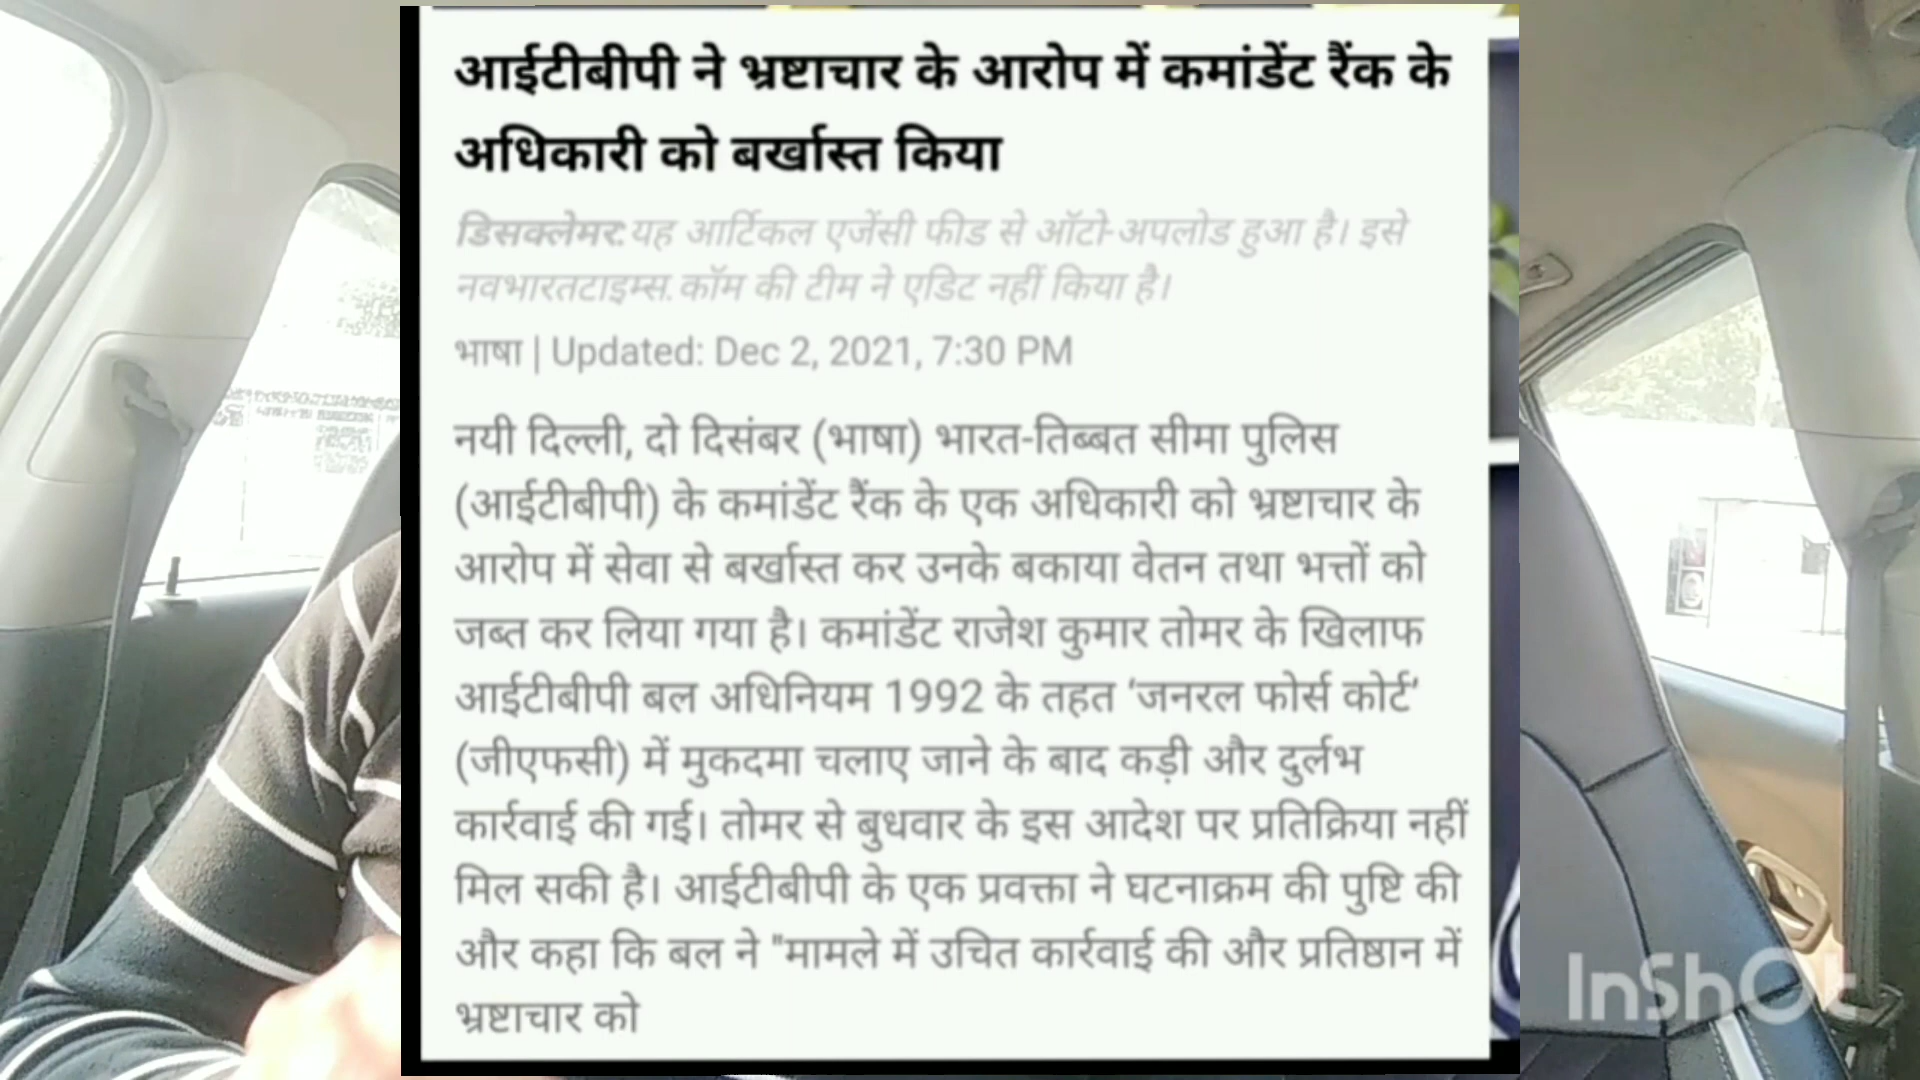 आईटीबीपी ने भ्रष्टाचार के आरोप में कमांडेंट रैंक के
अधिकारी को बर्खास्त किया
डिसक्लेमर:यह आर्टिकल एजेंसी फीड से ऑटो-अपलोड हुआ है। इसे
नवभारतटाइम्स.कॉम की टीम ने एडिट नहीं किया है।
भाषा | Updated: Dec 2, 2021, 7:30 PM
नयी दिल्ली, दो दिसंबर (भाषा) भारत-तिब्बत सीमा पुलिस
(आईटीबीपी) के कमांडेंट रैंक के एक अधिकारी को भ्रष्टाचार के
आरोप में सेवा से बर्खास्त कर उनके बकाया वेतन तथा भत्तों को
जब्त कर लिया गया है। कमांडेंट राजेश कुमार तोमर के खिलाफ
आईटीबीपी बल अधिनियम 1992 के तहत ‘जनरल फोर्स कोर्ट’
(जीएफसी) में मुकदमा चलाए जाने के बाद कड़ी और दुर्लभ
कार्रवाई की गई। तोमर से बुधवार के इस आदेश पर प्रतिक्रिया नहीं
मिल सकी है। आईटीबीपी के एक प्रवक्ता ने घटनाक्रम की पुष्टि की
और कहा कि बल ने "मामले में उचित कार्रवाई की और प्रतिष्ठान में
भ्रष्टाचार को
InShOt